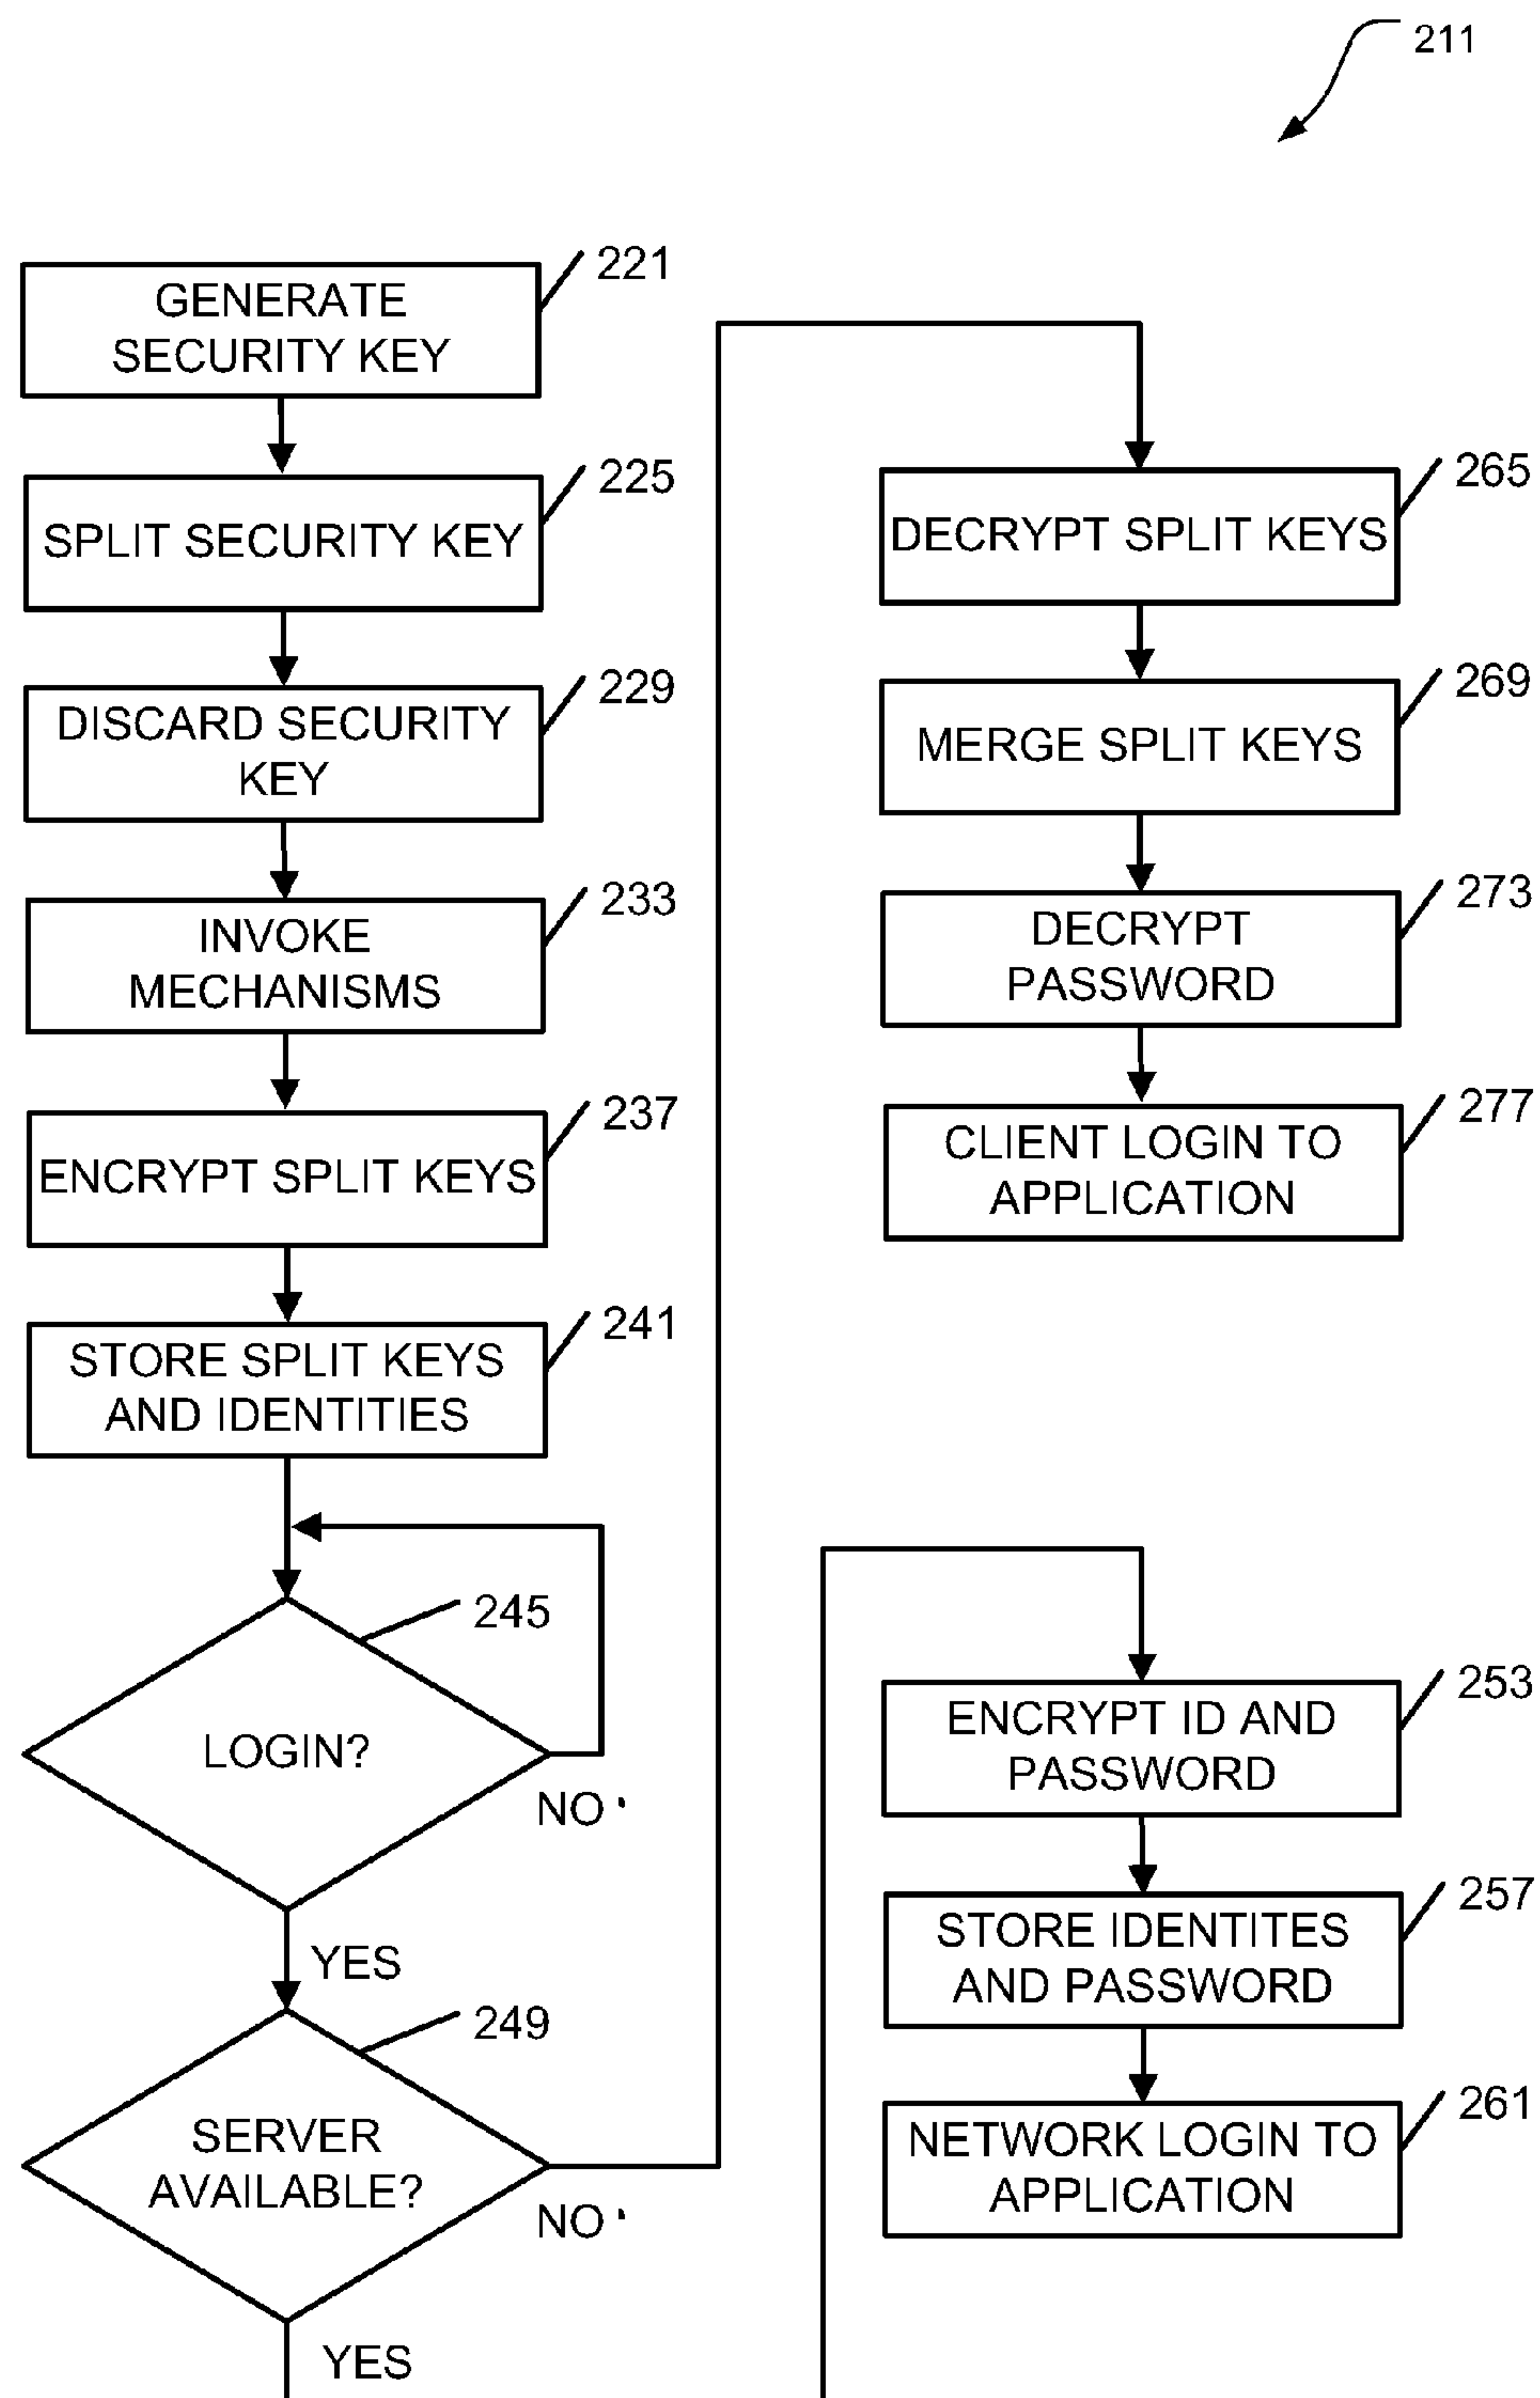 211
221
GENERATE
SECURITY KEY
225
SPLIT SECURITY KEY
229
DISCARD SECURITY
KEY
233
INVOKE
MECHANISMS
237
ENCRYPT SPLIT KEYS
241
STORE SPLIT KEYS
AND IDENTITIES
245
LOGIN?
NO
YES
249
SERVER
AVAILABLE?
NO
YES
265
DECRYPT SPLIT KEYS
269
MERGE SPLIT KEYS
273
DECRYPT
PASSWORD
277
CLIENT LOGIN TO
APPLICATION
253
ENCRYPT ID AND
PASSWORD
257
STORE IDENTITES
AND PASSWORD
261
NETWORK LOGIN TO
APPLICATION